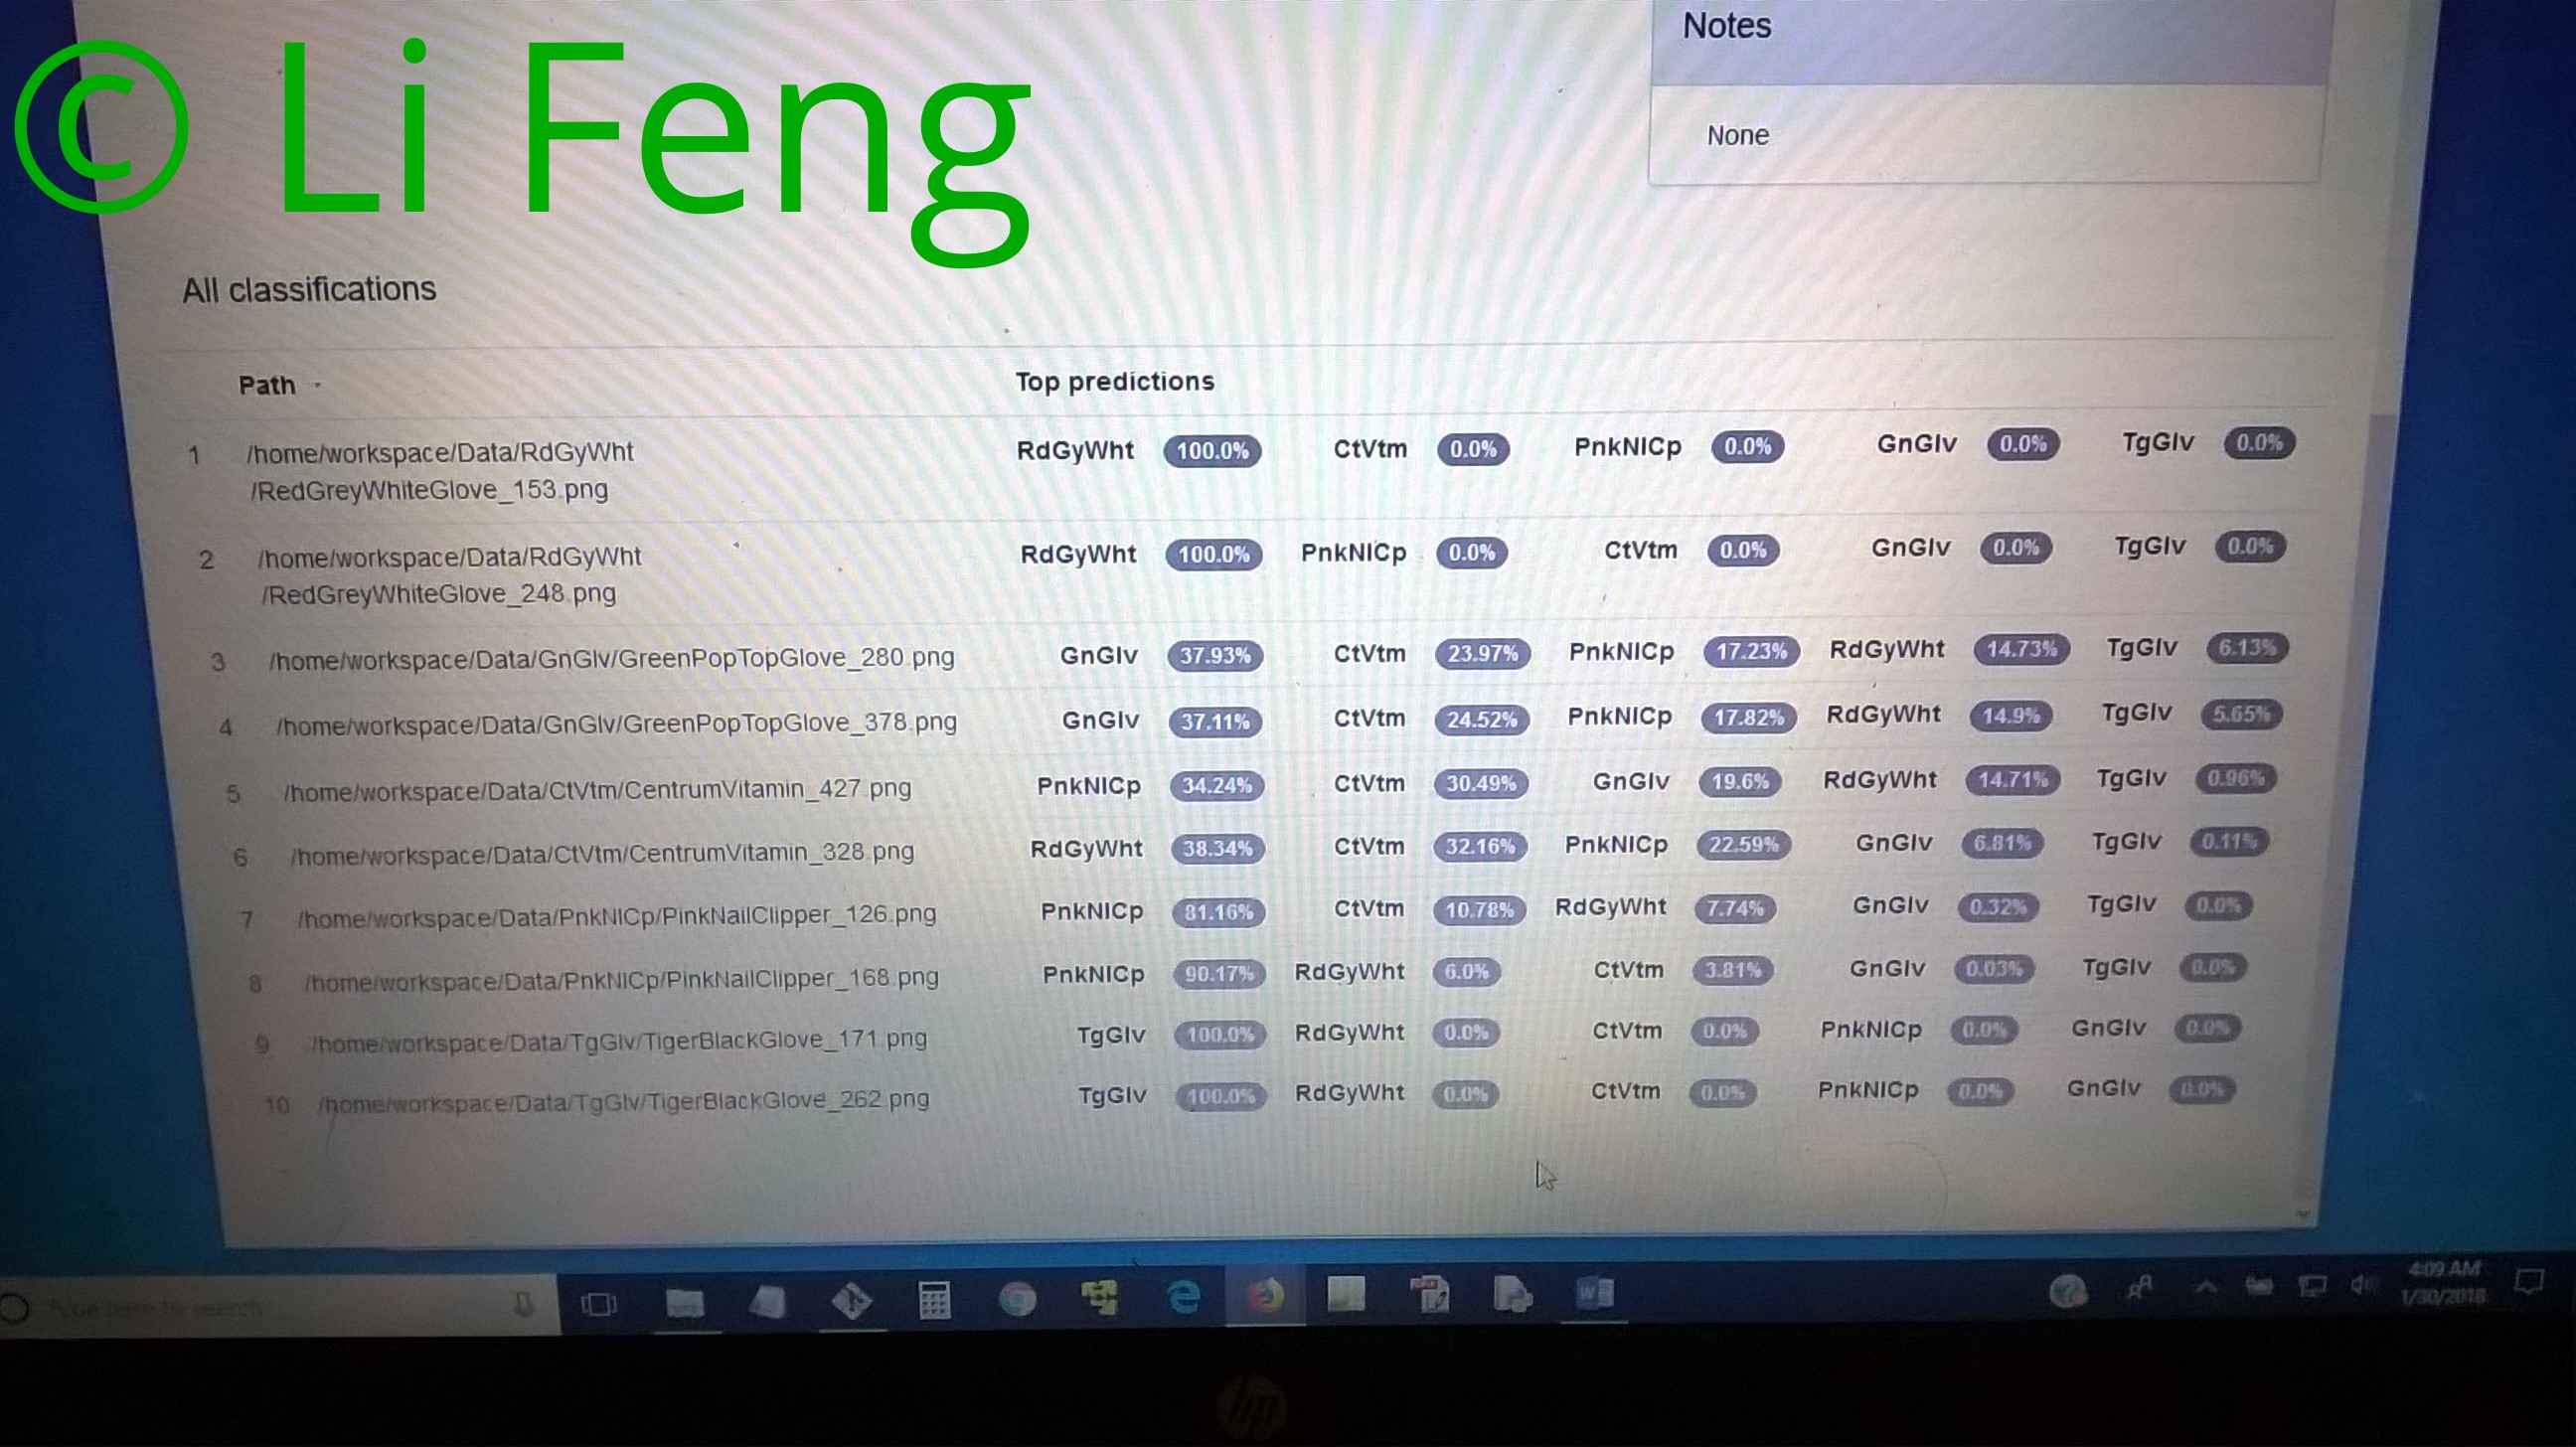 © Li Feng
Notes
None
All classifications
Path
Top predictions
1 /home/workspace/Data/RdGyWht
/RedGreyWhiteGlove_153.png
RdGyWht 100.0% CtVtm 0.0% PnkNlCp 0.0% GnGlv 0.0% TgGlv 0.0%
2 /home/workspace/Data/RdGyWht
/RedGreyWhiteGlove_248.png
RdGyWht 100.0% PnkNlCp 0.0% CtVtm 0.0% GnGlv 0.0% TgGlv 0.0%
3 /home/workspace/Data/GnGlv/GreenPopTopGlove_280.png GnGlv 37.93% CtVtm 23.97% PnkNlCp 17.23% RdGyWht 14.73% TgGlv 6.13%
4 /home/workspace/Data/GnGlv/GreenPopTopGlove_378.png GnGlv 37.11% CtVtm 24.52% PnkNlCp 17.82% RdGyWht 14.9% TgGlv 5.65%
5 /home/workspace/Data/CtVtm/CentrumVitamin_427.png PnkNlCp 34.24% CtVtm 30.49% GnGlv 19.6% RdGyWht 14.71% TgGlv 0.96%
6 /home/workspace/Data/CtVtm/CentrumVitamin_328.png RdGyWht 38.34% CtVtm 32.16% PnkNlCp 22.59% GnGlv 6.81% TgGlv 0.11%
7 /home/workspace/Data/PnkNlCp/PinkNailClipper_126.png PnkNlCp 81.16% CtVtm 10.78% RdGyWht 7.74% GnGlv 0.32% TgGlv 0.0%
8 /home/workspace/Data/PnkNlCp/PinkNailClipper_168.png PnkNlCp 90.17% RdGyWht 6.0% CtVtm 3.81% GnGlv 0.03% TgGlv 0.0%
9 /home/workspace/Data/TgGlv/TigerBlackGlove_171.png TgGlv 100.0% RdGyWht 0.0% CtVtm 0.0% PnkNlCp 0.0% GnGlv 0.0%
10 /home/workspace/Data/TgGlv/TigerBlackGlove_262.png TgGlv 100.0% RdGyWht 0.0% CtVtm 0.0% PnkNlCp 0.0% GnGlv 0.0%
Type here to search
4:09 AM
1/30/2018
hp